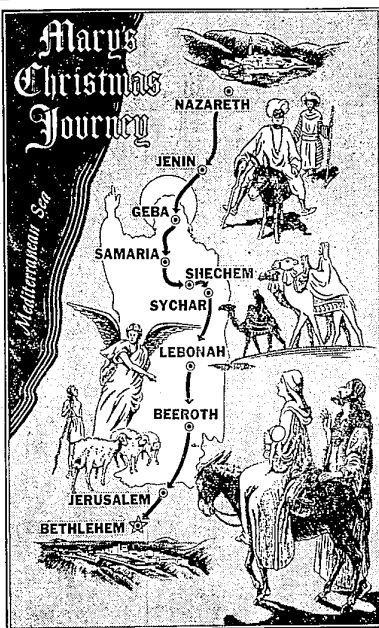 Mary's
Christmas
Journey
Mediterranean Sea
NAZARETH
JENIN
GEBA
SAMARIA
SHECHEM
SYCHAR
LEBONAH
BEEROTH
JERUSALEM
BETHLEHEM